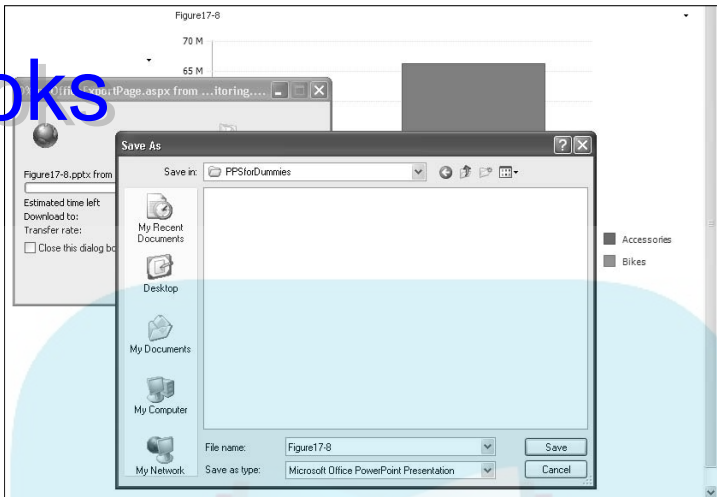 Figure17-8
70 M
65 M
oks
ExportPage.aspx from ...itoring....
Save As
Save in:
PPSforDummies
Figure17-8.pptx from
Estimated time left
Download to:
Transfer rate:
Close this dialog bo
My Recent
Documents
Desktop
My Documents
My Computer
My Network
Accessories
Bikes
File name:
Figure17-8
Save
Save as type:
Microsoft Office PowerPoint Presentation
Cancel